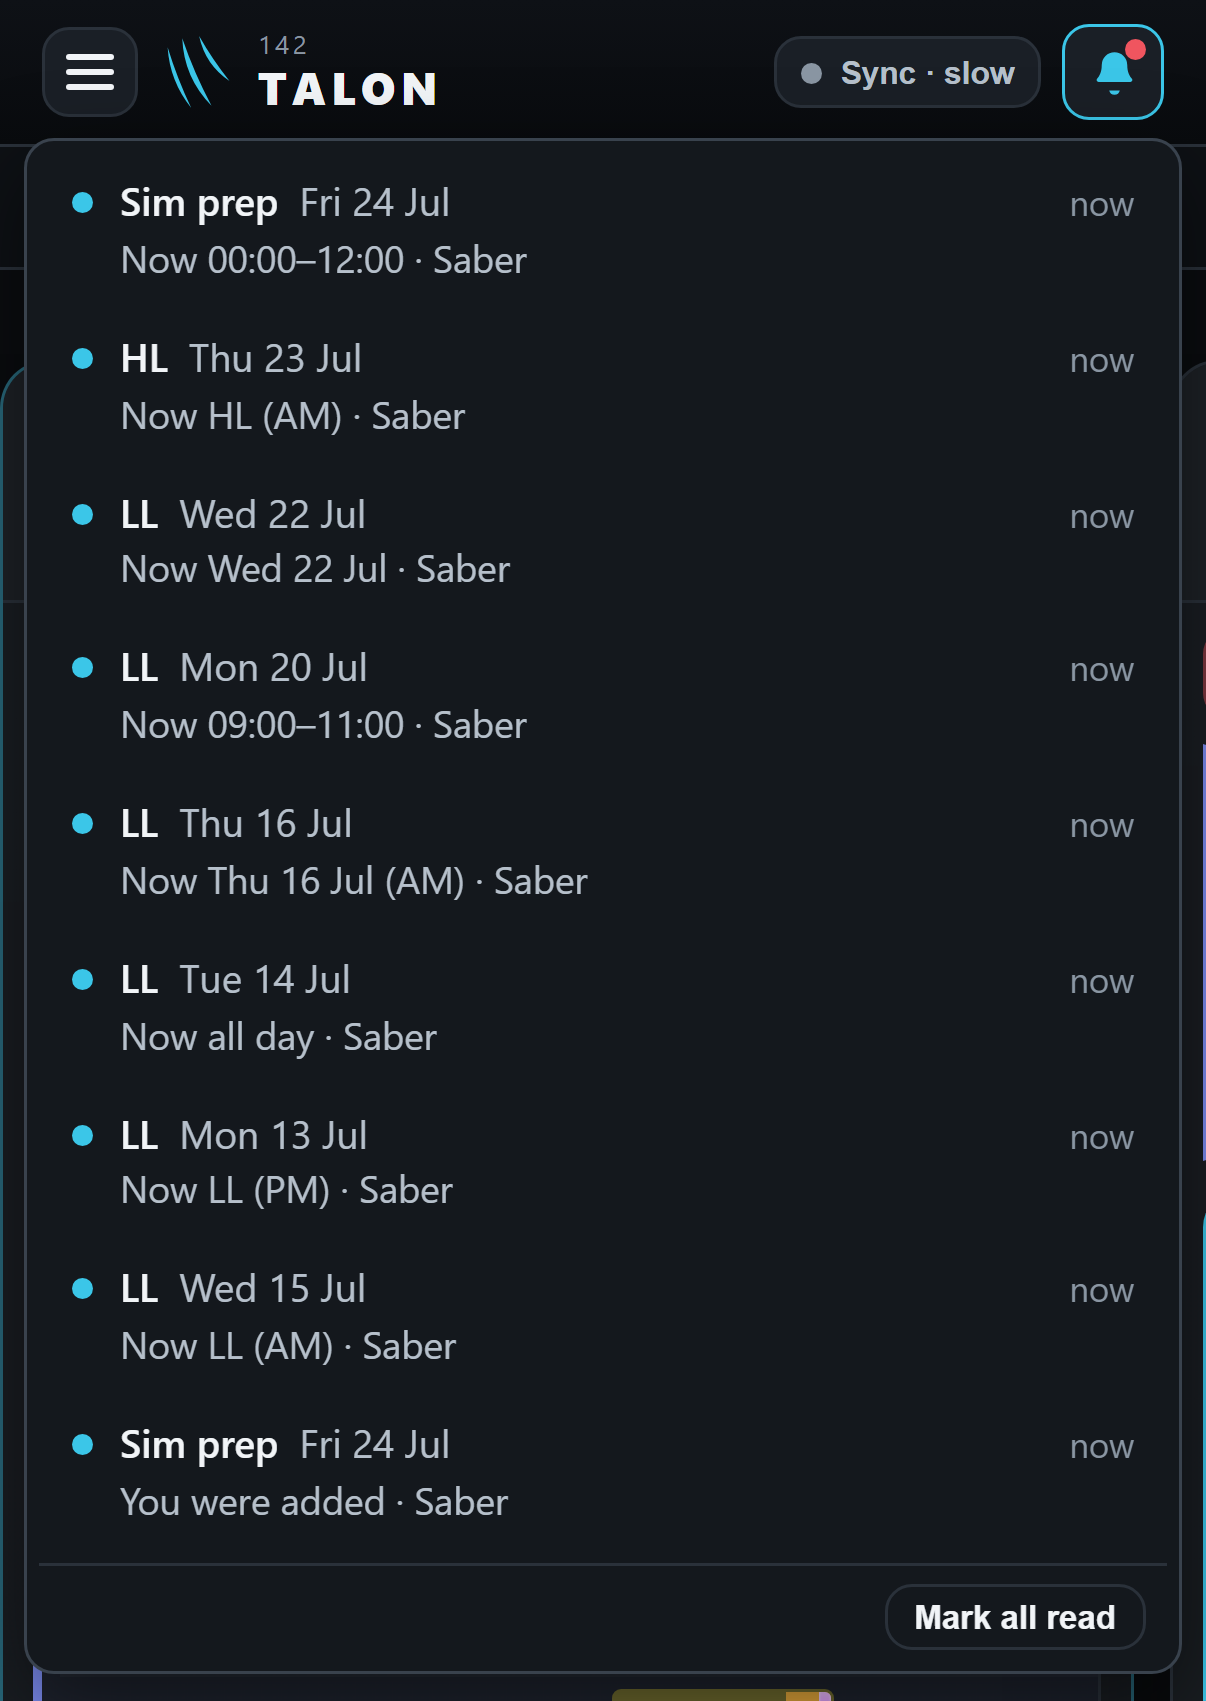 142
TALON
Sync · slow
Sim prep Fri 24 Jul now
Now 00:00–12:00 · Saber
HL Thu 23 Jul now
Now HL (AM) · Saber
LL Wed 22 Jul now
Now Wed 22 Jul · Saber
LL Mon 20 Jul now
Now 09:00–11:00 · Saber
LL Thu 16 Jul now
Now Thu 16 Jul (AM) · Saber
LL Tue 14 Jul now
Now all day · Saber
LL Mon 13 Jul now
Now LL (PM) · Saber
LL Wed 15 Jul now
Now LL (AM) · Saber
Sim prep Fri 24 Jul now
You were added · Saber
Mark all read